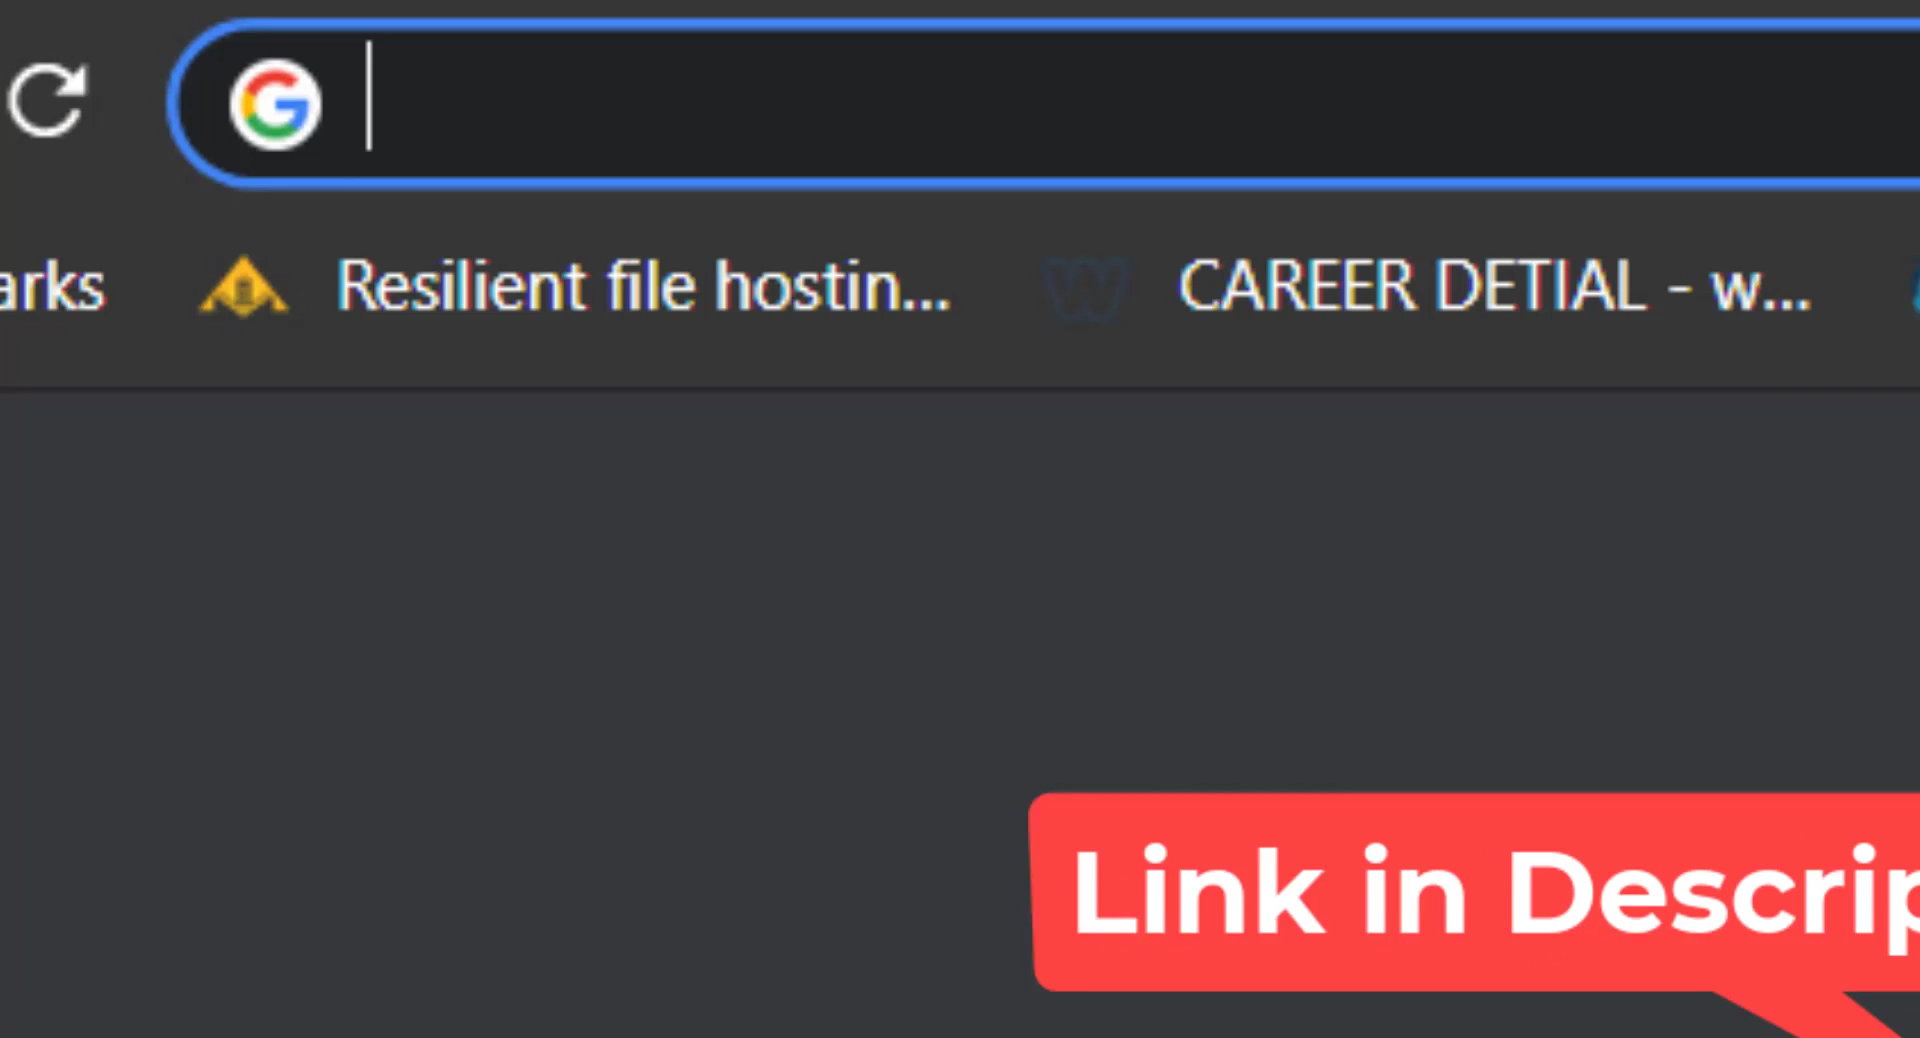 arks Resilient file hostin... CAREER DETIAL - w...
Link in Descrip